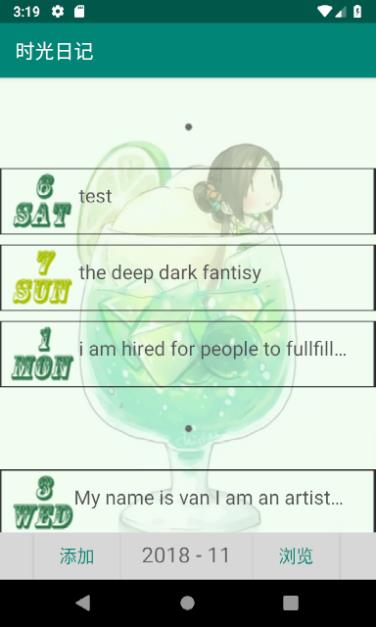 3:19
时光日记
6
SAT
test
7
SUN
the deep dark fantisy
1
MON
i am hired for people to fullfill...
3
WED
My name is van I am an artist...
添加
2018 - 11
浏览